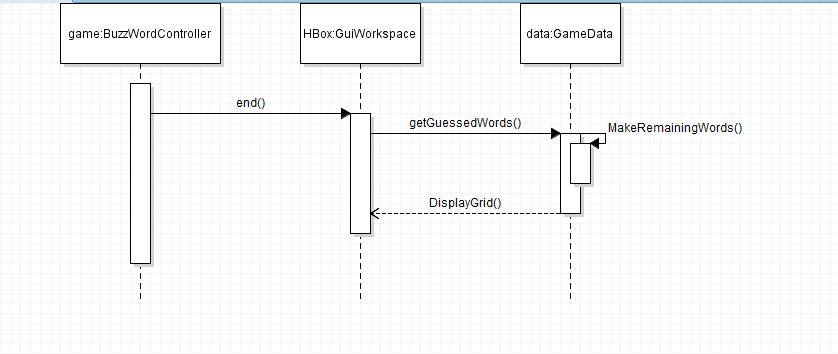 game:BuzzWordController
HBox:GuiWorkspace
data:GameData
end()
getGuessedWords()
MakeRemainingWords()
DisplayGrid()